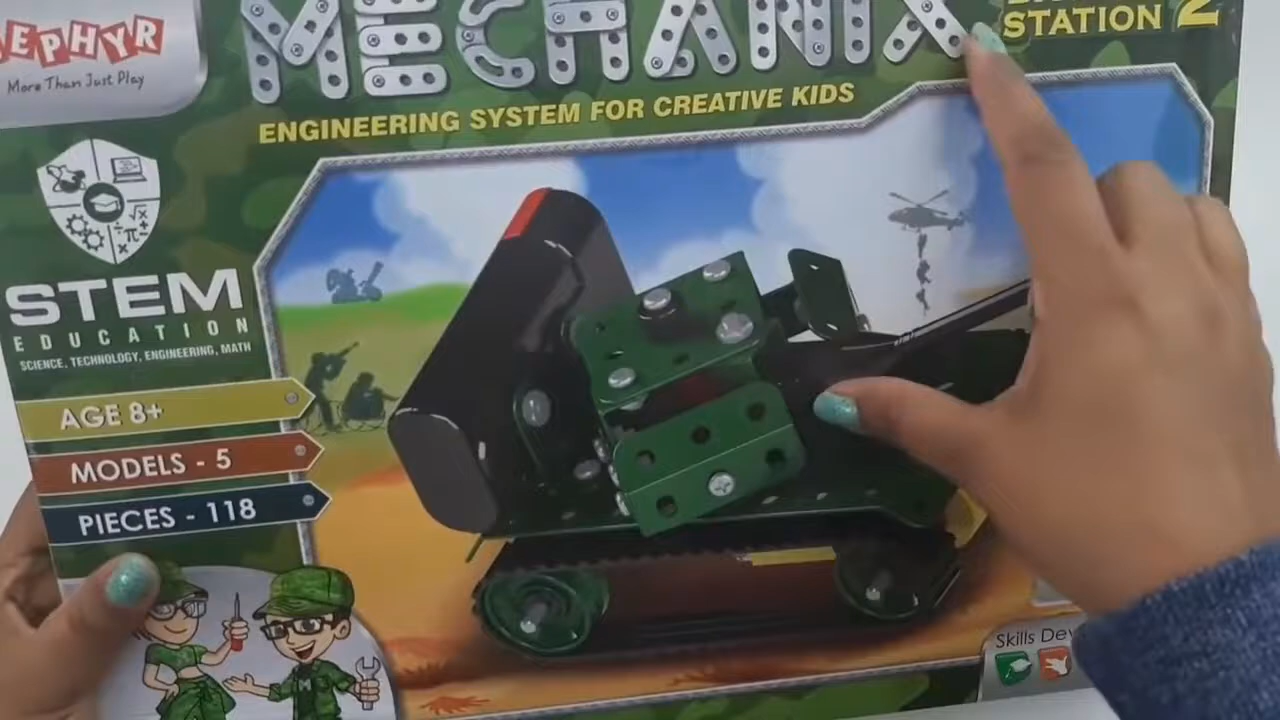 ZEPHYR
More Than Just Play
MECHANIX
STATION 2
ENGINEERING SYSTEM FOR CREATIVE KIDS
STEM
EDUCATION
SCIENCE, TECHNOLOGY, ENGINEERING, MATH
AGE 8+
MODELS - 5
PIECES - 118
Skills Dev